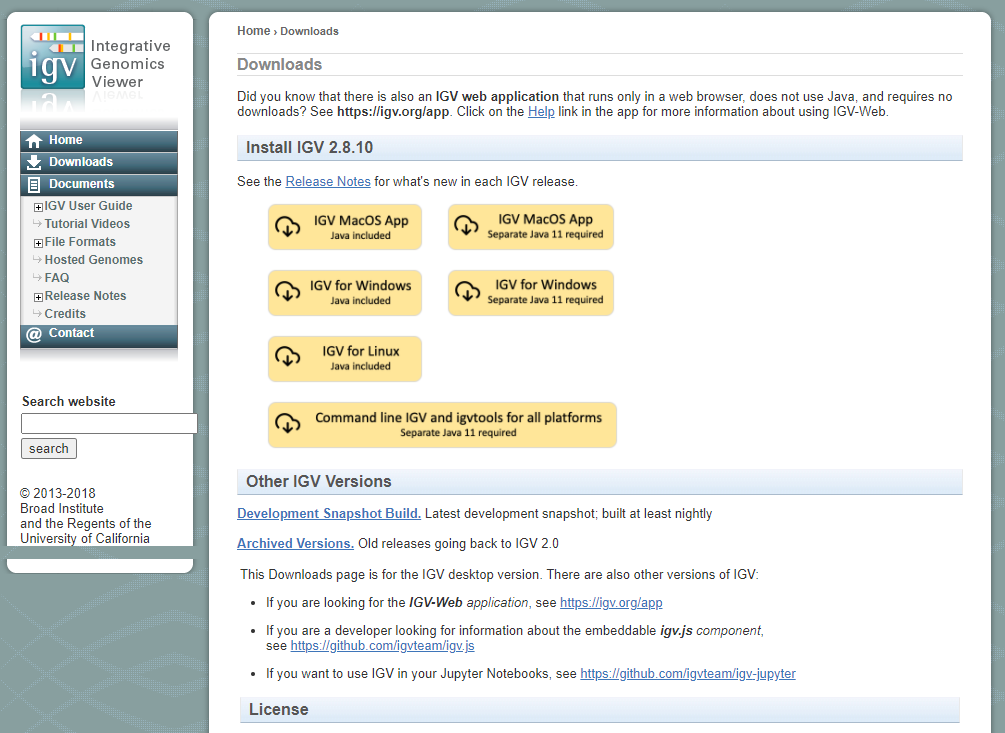 igv
Integrative
Genomics
Viewer
Home
Downloads
Documents
IGV User Guide
Tutorial Videos
File Formats
Hosted Genomes
FAQ
Release Notes
Credits
@ Contact
Search website
search
© 2013-2018
Broad Institute
and the Regents of the
University of California
Home › Downloads
Downloads
Did you know that there is also an IGV web application that runs only in a web browser, does not use Java, and requires no
downloads? See https://igv.org/app. Click on the Help link in the app for more information about using IGV-Web.
Install IGV 2.8.10
See the Release Notes for what's new in each IGV release.
IGV MacOS App
Java included
IGV MacOS App
Separate Java 11 required
IGV for Windows
Java included
IGV for Windows
Separate Java 11 required
IGV for Linux
Java included
Command line IGV and igvtools for all platforms
Separate Java 11 required
Other IGV Versions
Development Snapshot Build. Latest development snapshot; built at least nightly
Archived Versions. Old releases going back to IGV 2.0
This Downloads page is for the IGV desktop version. There are also other versions of IGV:
• If you are looking for the IGV-Web application, see https://igv.org/app
• If you are a developer looking for information about the embeddable igv.js component,
see https://github.com/igvteam/igv.js
• If you want to use IGV in your Jupyter Notebooks, see https://github.com/igvteam/igv-jupyter
License